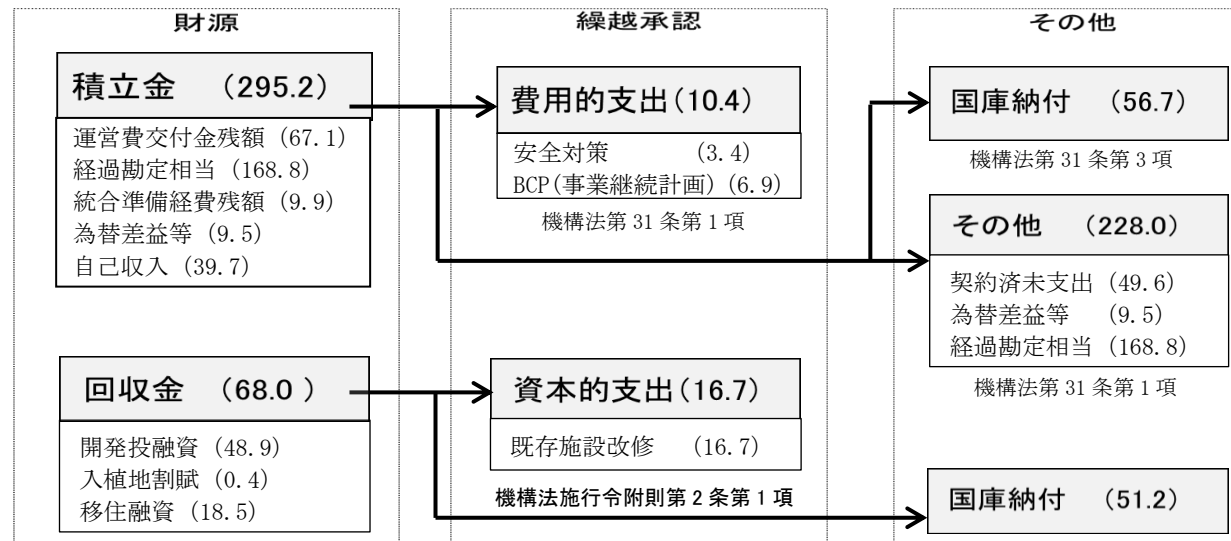 財源
積立金 (295.2)
運営費交付金残額 (67.1)
経過勘定相当 (168.8)
統合準備経費残額 (9.9)
為替差益等 (9.5)
自己収入 (39.7)
回収金 (68.0 )
開発投融資 (48.9)
入植地割賦 (0.4)
移住融資 (18.5)
繰越承認
費用的支出(10.4)
安全対策 (3.4)
BCP(事業継続計画) (6.9)
機構法第 31 条第 1 項
資本的支出(16.7)
既存施設改修 (16.7)
機構法施行令附則第 2 条第 1 項
その他
国庫納付 (56.7)
機構法第 31 条第 3 項
その他 (228.0)
契約済未支出 (49.6)
為替差益等 (9.5)
経過勘定相当 (168.8)
機構法第 31 条第 1 項
国庫納付 (51.2)